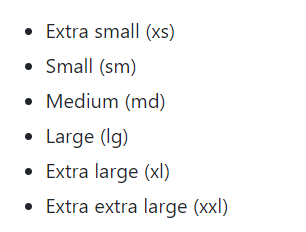 Extra small (xs)
Small (sm)
Medium (md)
Large (lg)
Extra large (xl)
Extra extra large (xxl)